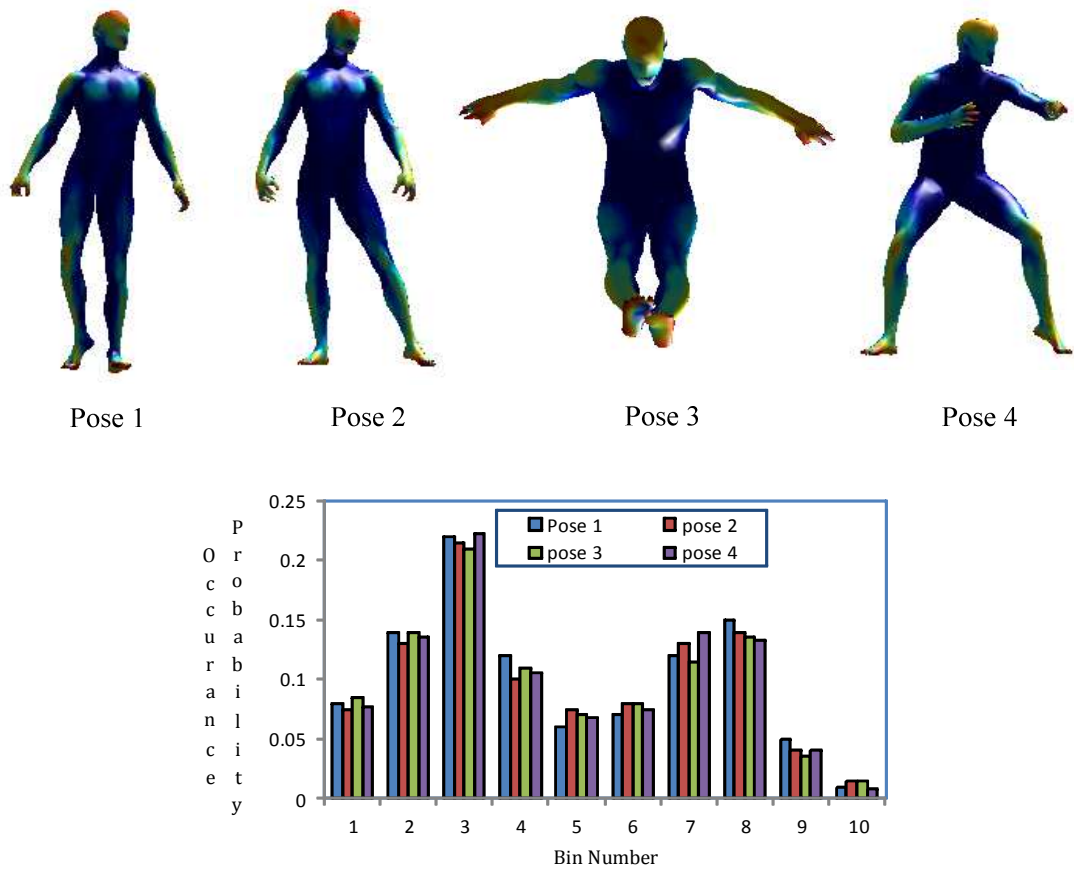 Pose 1 Pose 2 Pose 3 Pose 4
Occurance Probability
0.25
0.2
0.15
0.1
0.05
0
Pose 1 pose 2
pose 3 pose 4
1 2 3 4 5 6 7 8 9 10
Bin Number